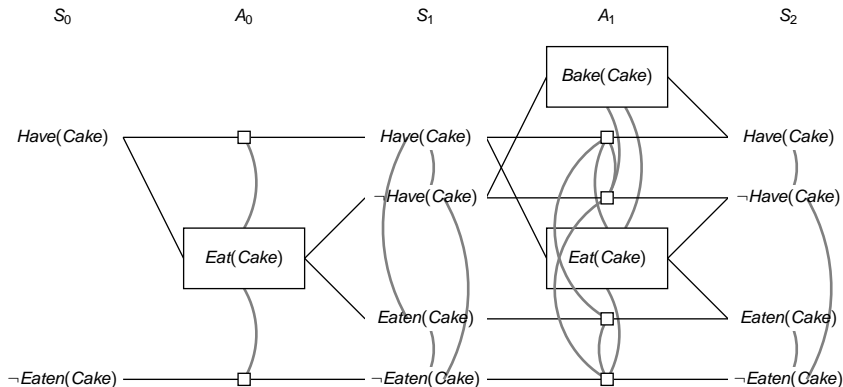 S0 A0 S1 A1 S2
Bake(Cake)
Have(Cake) Have(Cake) Have(Cake)
¬Have(Cake) ¬Have(Cake)
Eat(Cake) Eat(Cake)
Eaten(Cake) Eaten(Cake)
¬Eaten(Cake) ¬Eaten(Cake) ¬Eaten(Cake)